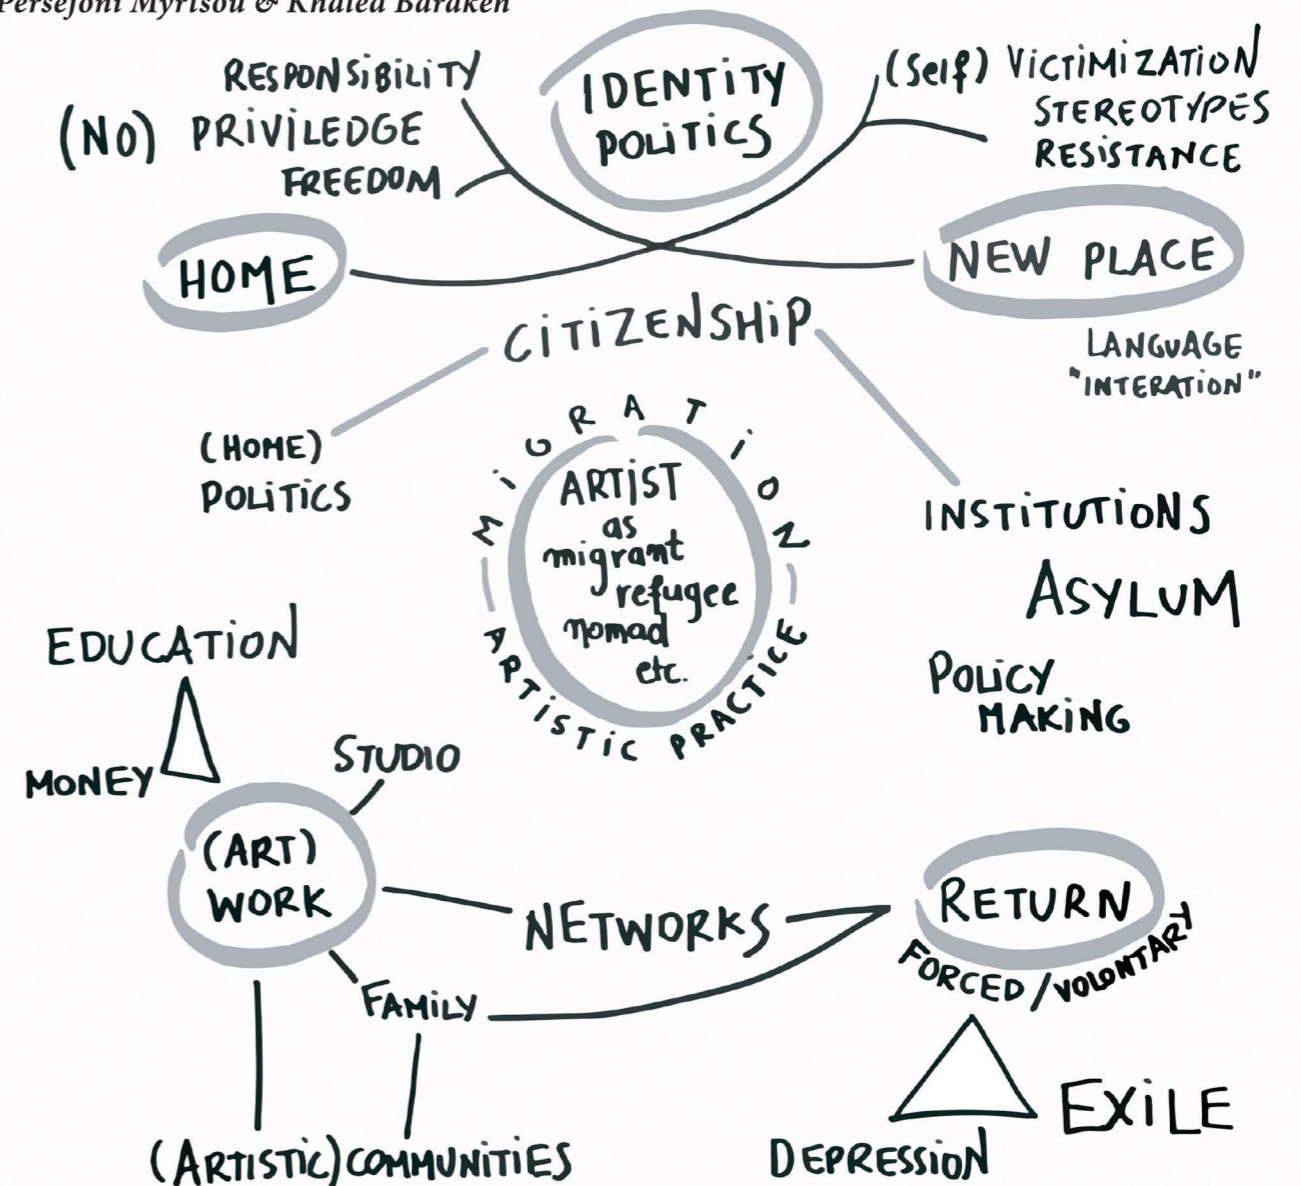 Persefoni Myrtsou & Khaled Barakeh
RESPONSIBILITY
(NO) PRIVILEDGE
FREEDOM
IDENTITY
POLITICS
(Self) VICTIMIZATION
STEREOTYPES
RESISTANCE
HOME
NEW PLACE
CITIZENSHIP
LANGUAGE
"INTERATION"
(HOME)
POLITICS
MIGRATION
ARTIST
as
migrant
refugee
nomad
etc.
ARTISTIC PRACTICE
INSTITUTIONS
ASYLUM
POLICY
MAKING
EDUCATION
MONEY
STUDIO
(ART)
WORK
NETWORKS
FAMILY
RETURN
FORCED/VOLONTARY
(ARTISTIC) COMMUNITIES
DEPRESSION
EXILE